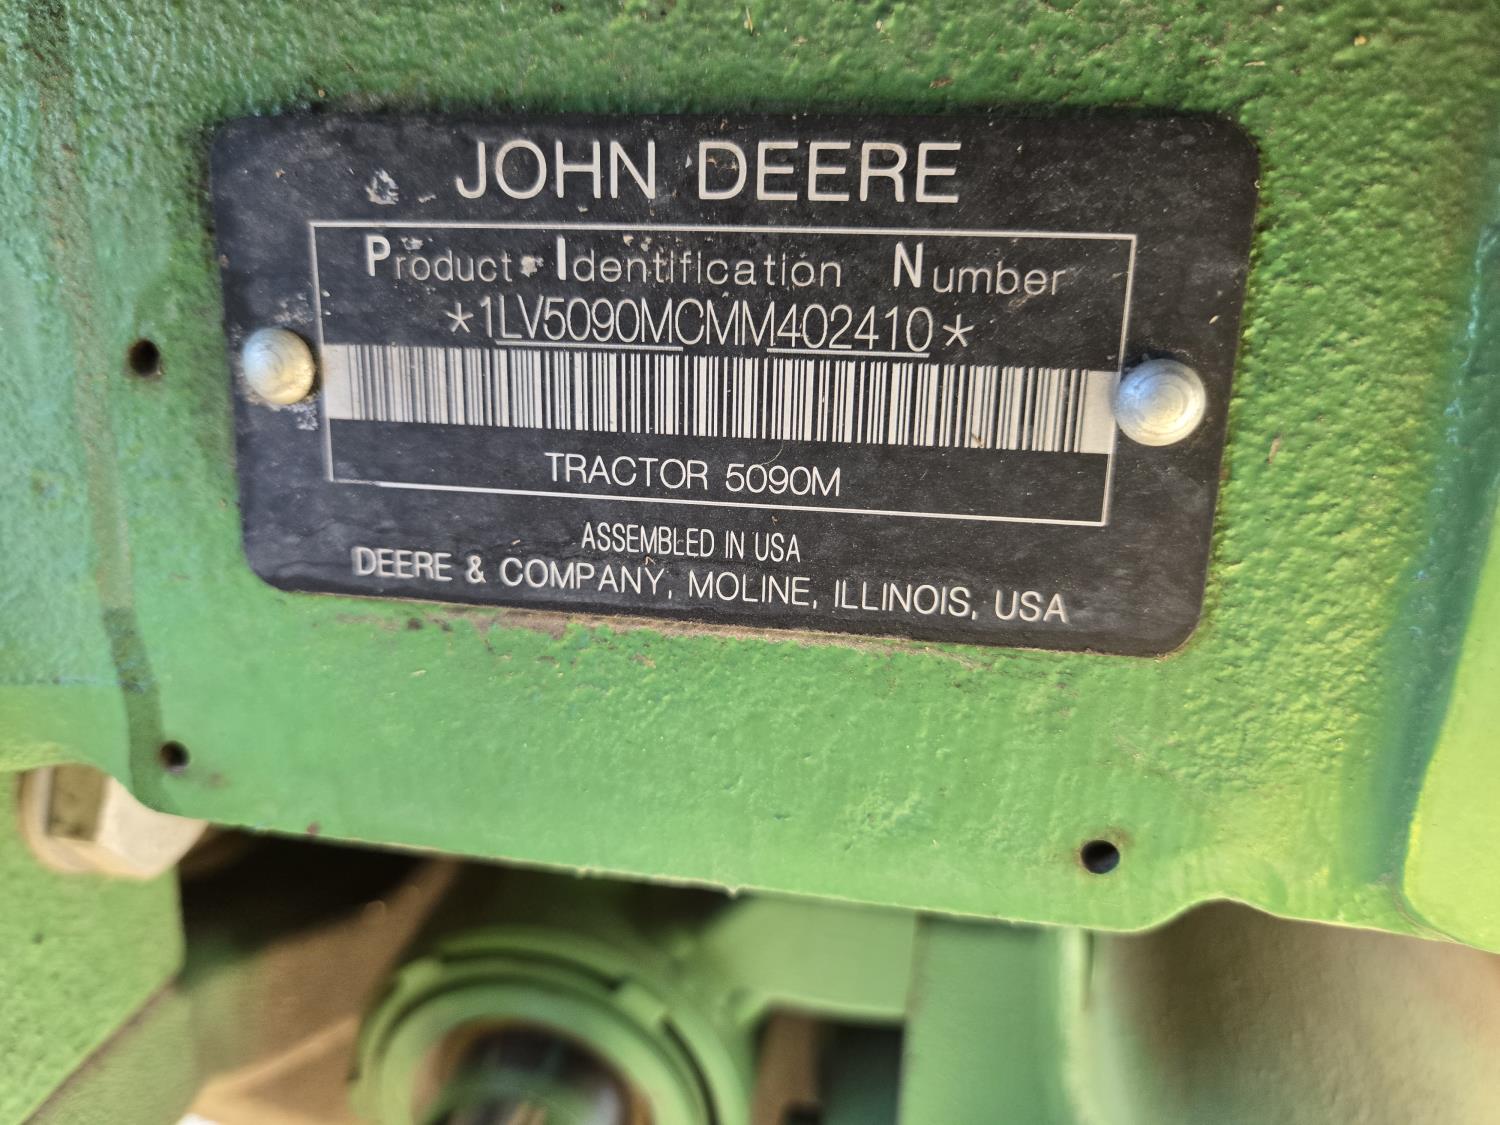 JOHN DEERE
Product Identification Number
*1LV5090MCMM402410*
TRACTOR 5090M
ASSEMBLED IN USA
DEERE & COMPANY, MOLINE, ILLINOIS, USA